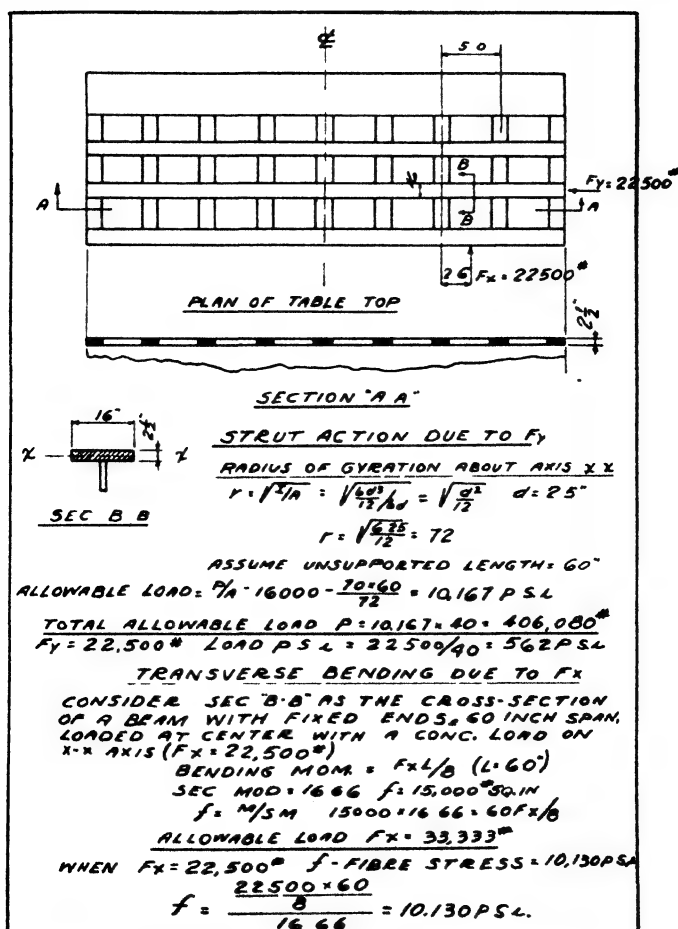 ℄
5 0
B
A
Fy = 22500#
A
B
26 Fx = 22500#
PLAN OF TABLE TOP
2½"
SECTION "A A"
16"
2½"
x x
SEC B B
STRUT ACTION DUE TO Fy
RADIUS OF GYRATION ABOUT AXIS X X
r = √I/A = √(6d³/12/6d) = √(d²/12) d = 25"
r = √(625/12) = 72
ASSUME UNSUPPORTED LENGTH = 60"
ALLOWABLE LOAD = P/A - 16000 - 70×60/72 = 10,167 P S I
TOTAL ALLOWABLE LOAD P = 10,167 × 40 = 406,080#
Fy = 22,500# LOAD P S I = 22500/40 = 562 P S I
TRANSVERSE BENDING DUE TO Fx
CONSIDER SEC "B-B" AS THE CROSS-SECTION
OF A BEAM WITH FIXED ENDS, 60 INCH SPAN,
LOADED AT CENTER WITH A CONC. LOAD ON
X-X AXIS (Fx = 22,500#)
BENDING MOM. = FxL/8 (L = 60")
SEC MOD = 16 66 f = 15,000# SQ. IN
f = M/SM 15000 × 16 66 = 60Fx/8
ALLOWABLE LOAD Fx = 33,333#
WHEN Fx = 22,500# f - FIBRE STRESS = 10,130 PSI
22500 × 60
8
f = = 10.130 P S I.
16 66